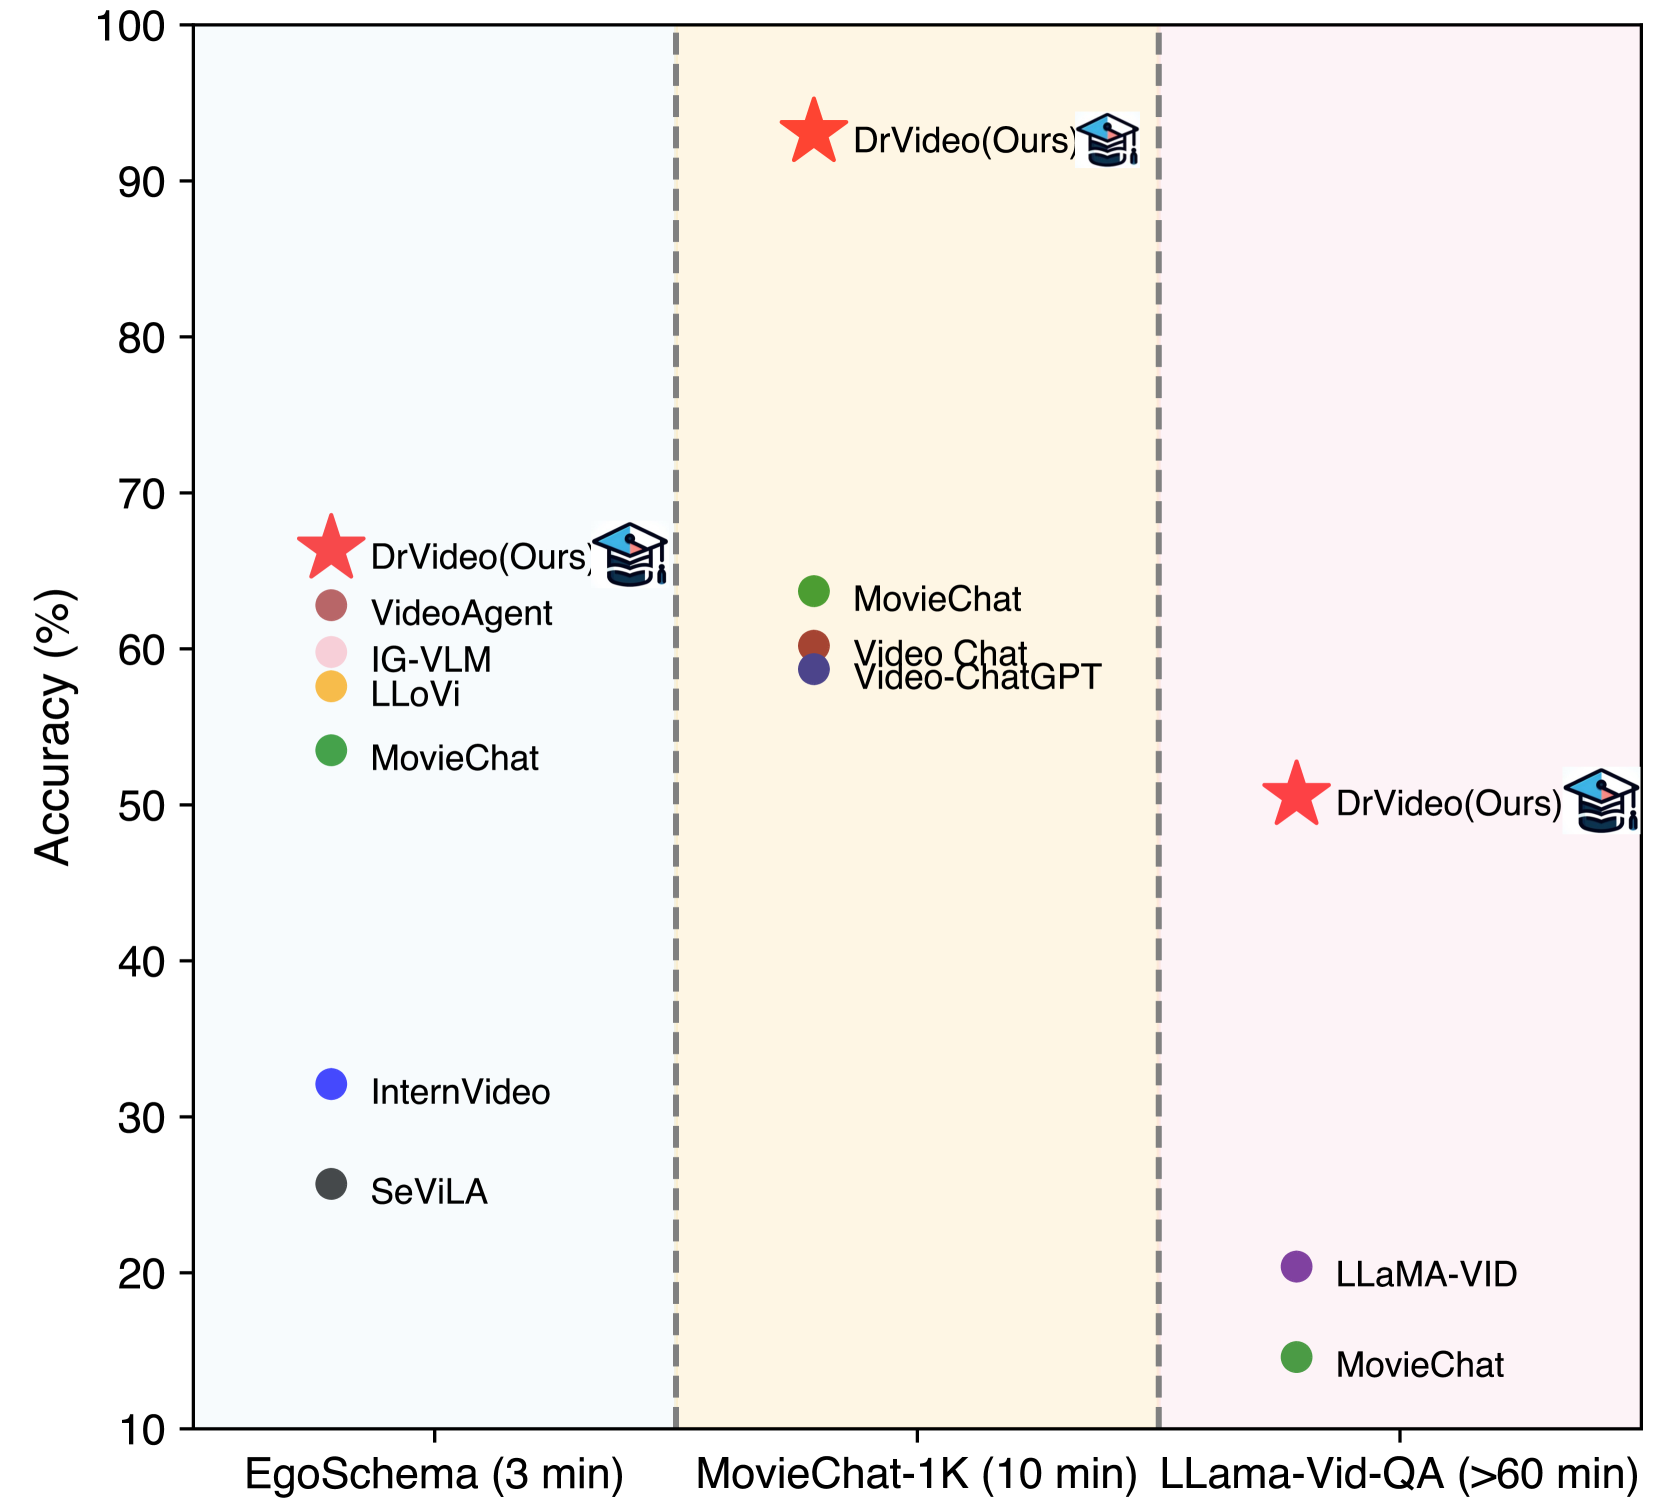 Accuracy (%)
100
90
80
70
60
50
40
30
20
10
DrVideo(Ours)
VideoAgent
IG-VLM
LLoVi
MovieChat
InternVideo
SeViLA
DrVideo(Ours)
MovieChat
Video Chat
Video-ChatGPT
DrVideo(Ours)
LLaMA-VID
MovieChat
EgoSchema (3 min)
MovieChat-1K (10 min)
LLama-Vid-QA (>60 min)